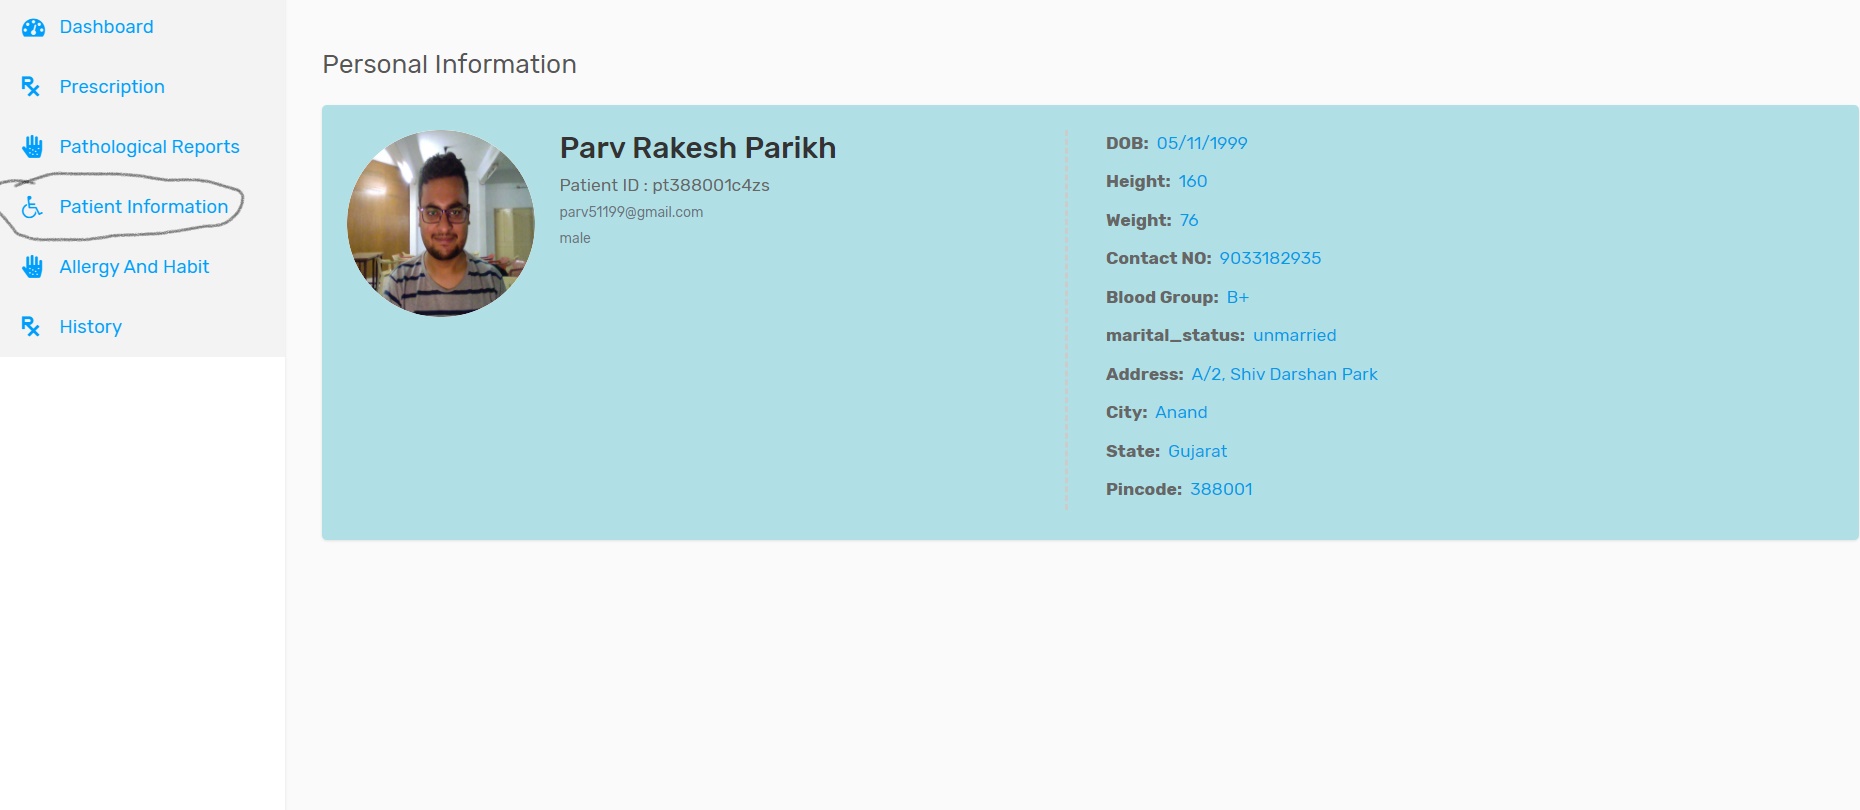 Dashboard
Prescription
Pathological Reports
Patient Information
Allergy And Habit
History
Personal Information
Parv Rakesh Parikh
Patient ID : pt388001c4zs
parv51199@gmail.com
male
DOB: 05/11/1999
Height: 160
Weight: 76
Contact NO: 9033182935
Blood Group: B+
marital_status: unmarried
Address: A/2, Shiv Darshan Park
City: Anand
State: Gujarat
Pincode: 388001